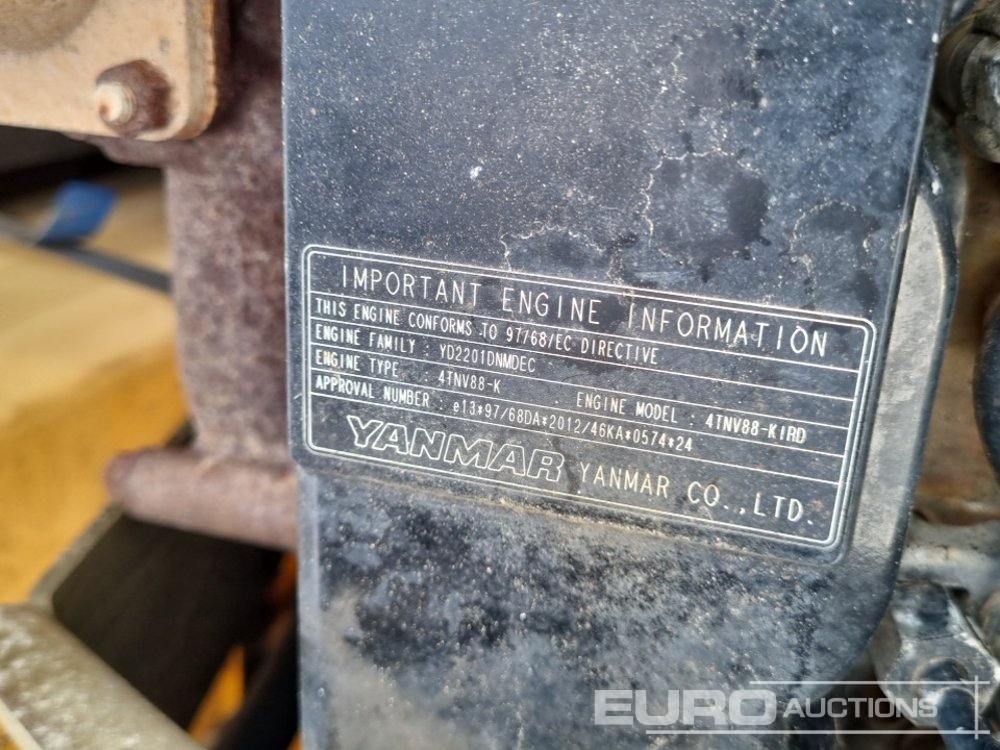 IMPORTANT ENGINE INFORMATION
THIS ENGINE CONFORMS TO 97/68/EC DIRECTIVE
ENGINE FAMILY : YD2201DNMDEC
ENGINE TYPE : 4TNV88-K ENGINE MODEL : 4TNV88-KIRD
APPROVAL NUMBER : e13*97/68DA*2012/46KA*0574*24
YANMAR YANMAR CO.,LTD.
EURO AUCTIONS